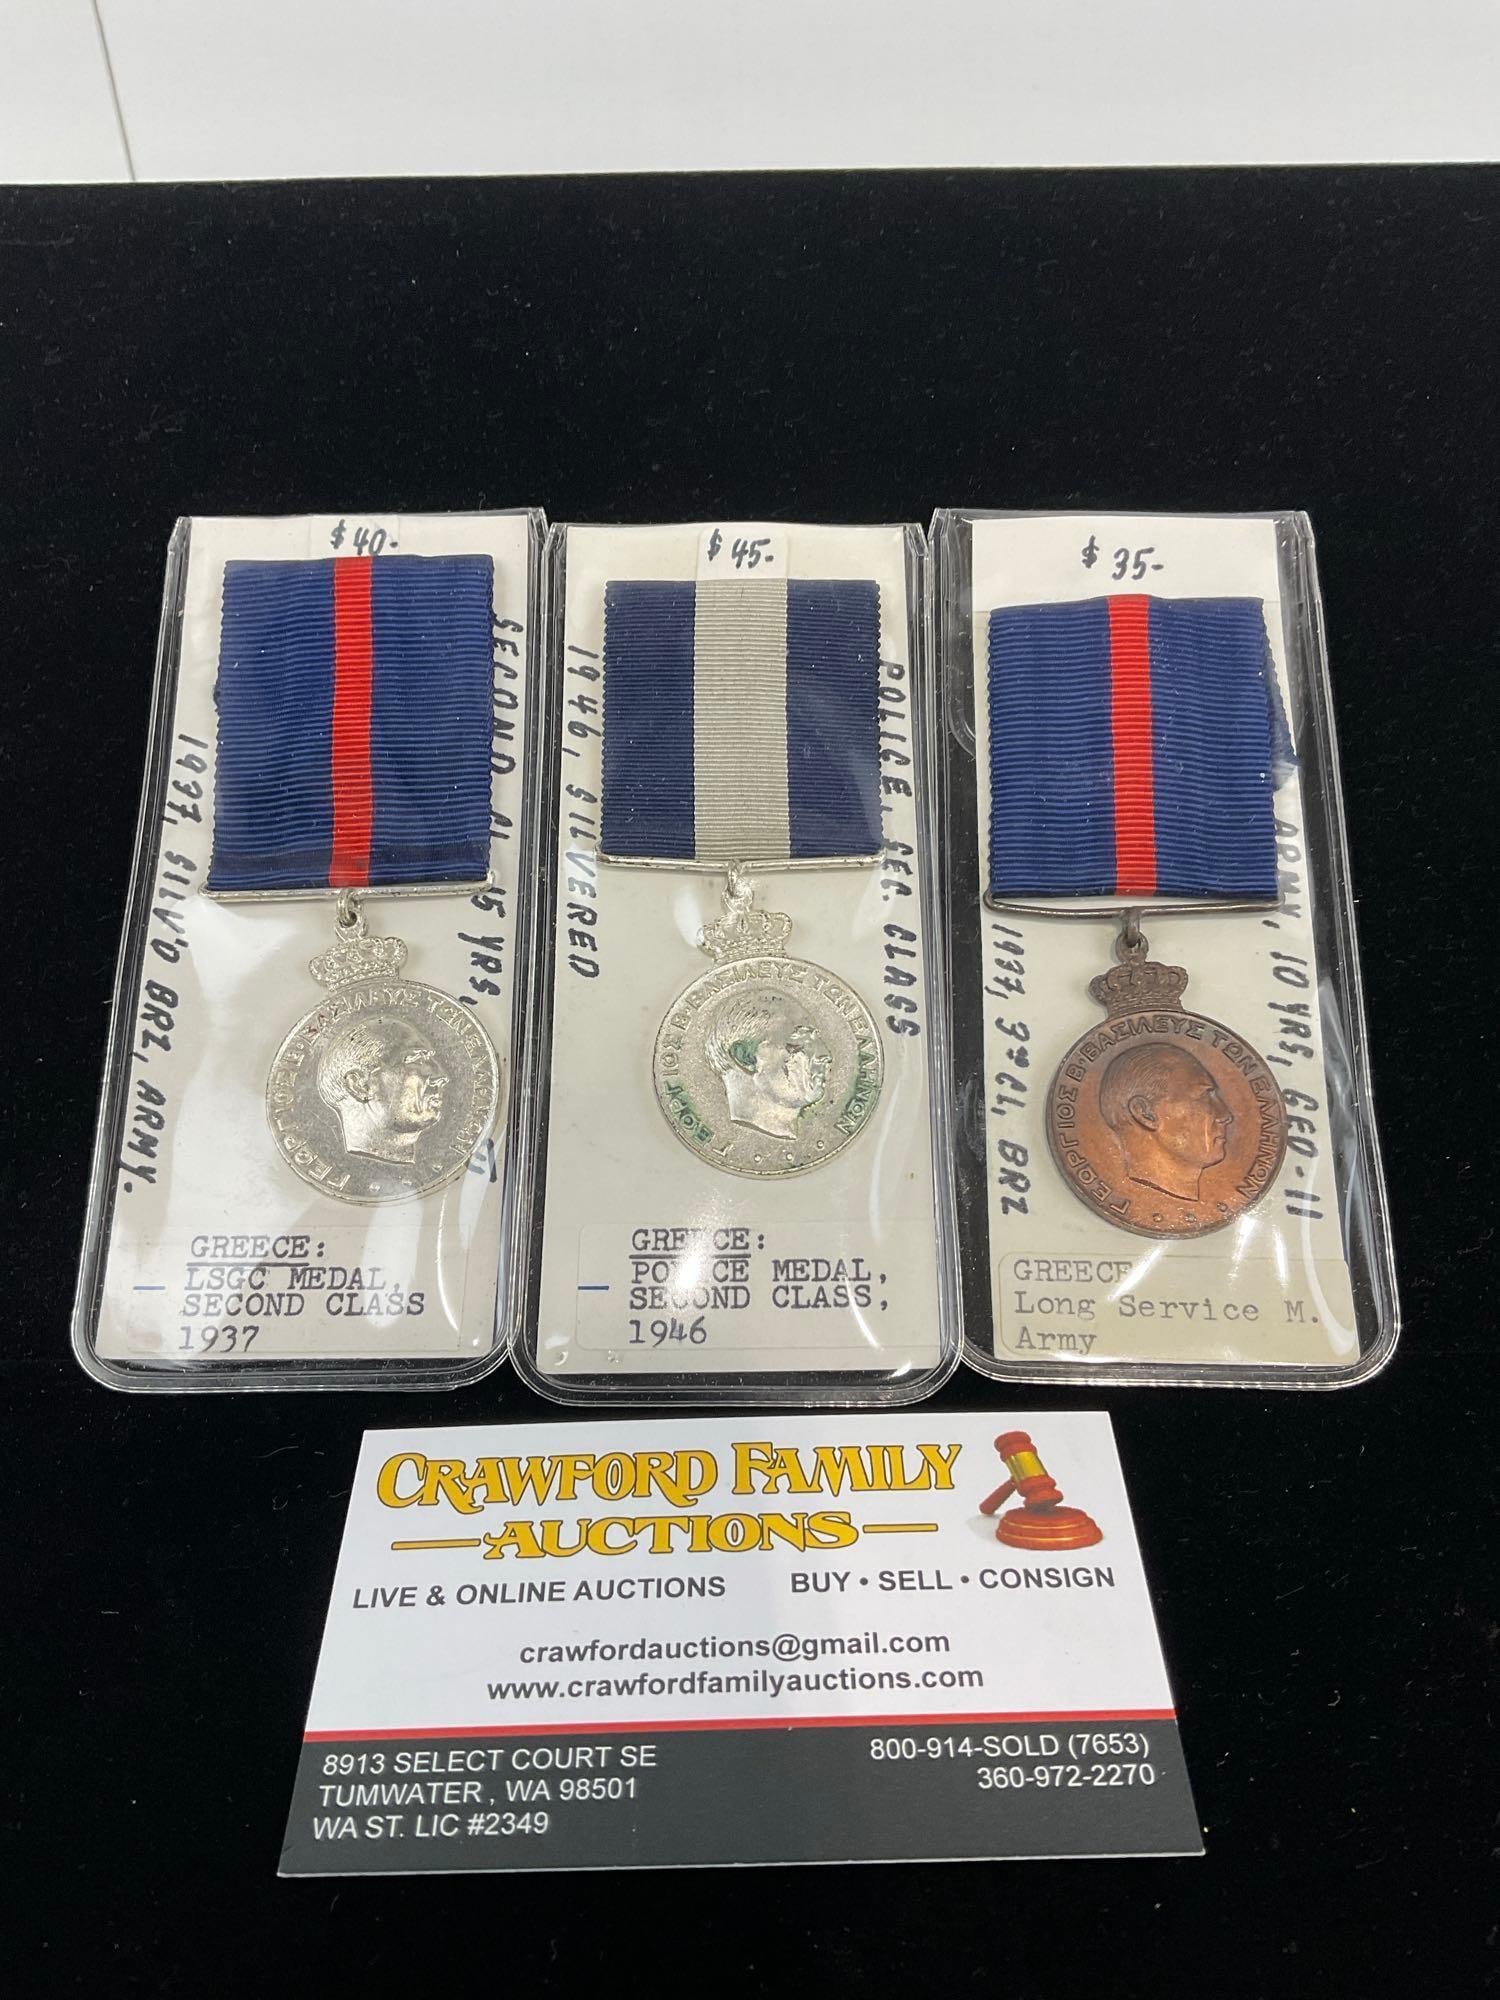 $40-
SECOND CL 15 YRS,
1937, SILV'D BRZ, ARMY.
ΓΕΩΡΓΙΟΣ Β·ΒΑΣΙΛΕΥΣ ΤΩΝ ΕΛΛΗΝΩΝ
GREECE:
LSGC MEDAL,
SECOND CLASS
1937
$45-
POLICE, SEC. CLASS
1946, SILVERED
ΓΕΩΡΓΙΟΣ Β·ΒΑΣΙΛΕΥΣ ΤΩΝ ΕΛΛΗΝΩΝ
GREECE:
POLICE MEDAL,
SECOND CLASS,
1946
$35-
ARMY, 10 YRS, GEO-II
1937, 3RD CL, BRZ
ΓΕΩΡΓΙΟΣ Β·ΒΑΣΙΛΕΥΣ ΤΩΝ ΕΛΛΗΝΩΝ
GREECE
Long Service M.
Army
CRAWFORD FAMILY
AUCTIONS
LIVE & ONLINE AUCTIONS
BUY • SELL • CONSIGN
crawfordauctions@gmail.com
www.crawfordfamilyauctions.com
8913 SELECT COURT SE
TUMWATER , WA 98501
WA ST. LIC #2349
800-914-SOLD (7653)
360-972-2270